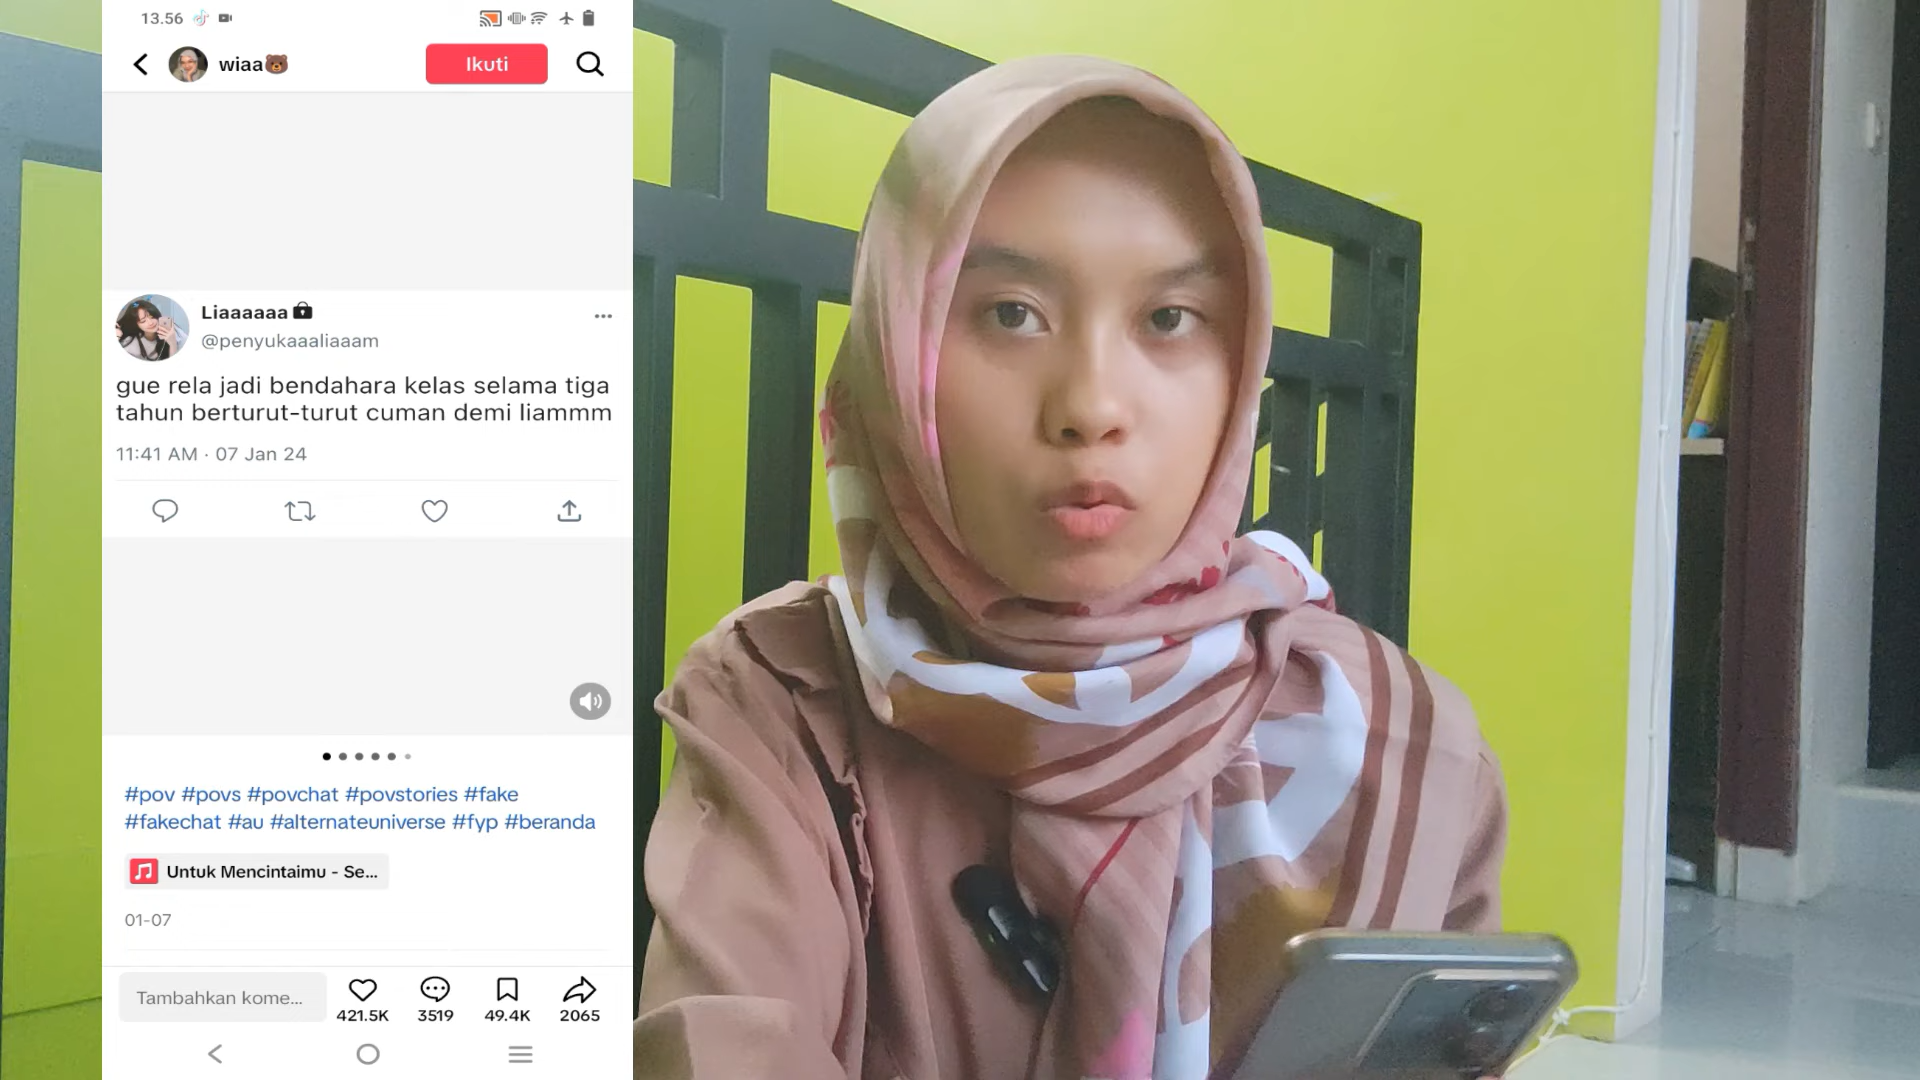 13.56
wiaa🐻
Ikuti
Liaaaaaa
@penyukaaaliaaam
gue rela jadi bendahara kelas selama tiga
tahun berturut-turut cuman demi liammm
11:41 AM · 07 Jan 24
#pov #povs #povchat #povstories #fake
#fakechat #au #alternateuniverse #fyp #beranda
Untuk Mencintaimu - Se...
01-07
Tambahkan kome...
421.5K
3519
49.4K
2065